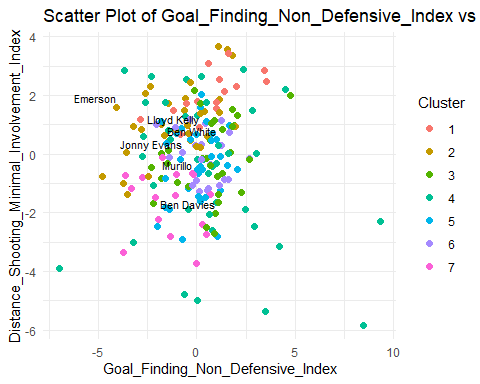 Scatter Plot of Goal_Finding_Non_Defensive_Index vs
Distance_Shooting_Minimal_Involvement_Index
4
2
0
-2
-4
-6
Emerson
Lloyd Kelly
Ben White
Jonny Evans
Murillo
Ben Davies
-5
0
5
10
Goal_Finding_Non_Defensive_Index
Cluster
1
2
3
4
5
6
7